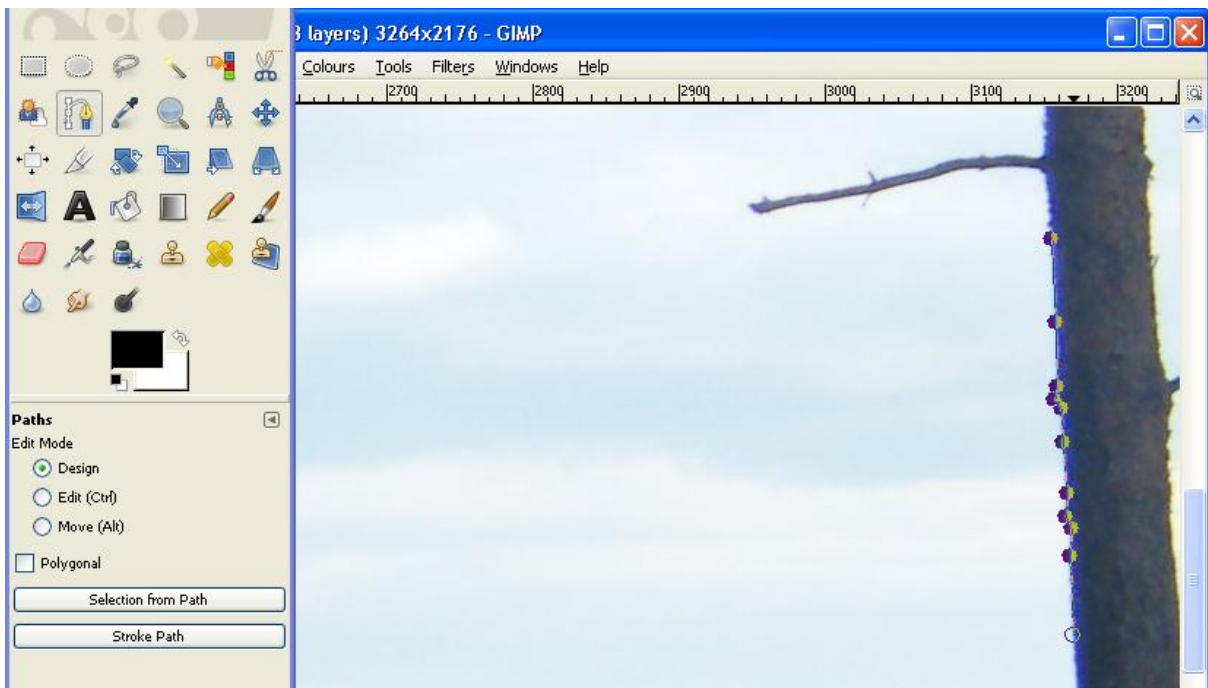 3 layers) 3264x2176 - GIMP
Colours Tools Filters Windows Help
2700 2800 2900 3000 3100 3200
Paths
Edit Mode
Design
Edit (Ctrl)
Move (Alt)
Polygonal
Selection from Path
Stroke Path